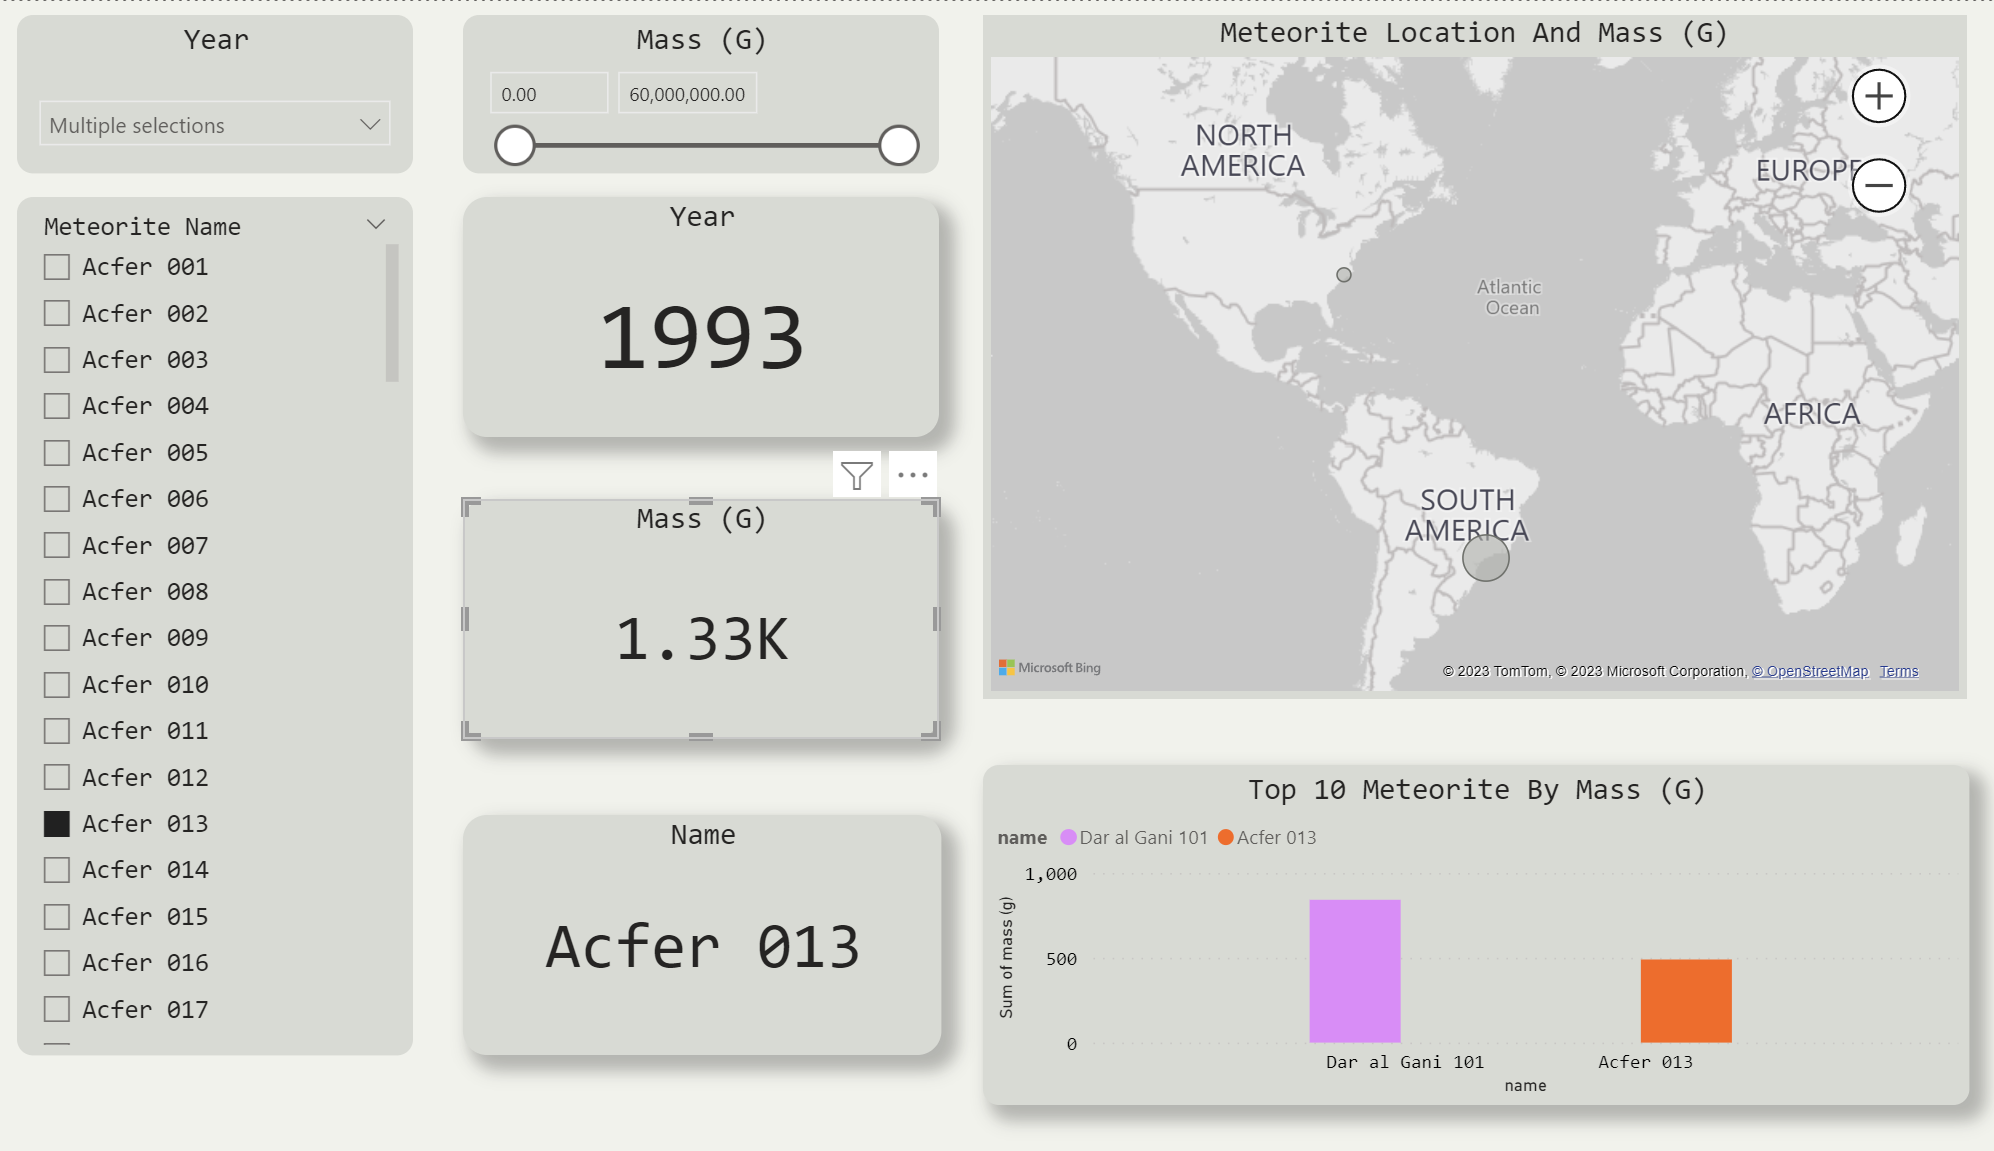 Year
Multiple selections
Meteorite Name
Acfer 001
Acfer 002
Acfer 003
Acfer 004
Acfer 005
Acfer 006
Acfer 007
Acfer 008
Acfer 009
Acfer 010
Acfer 011
Acfer 012
Acfer 013
Acfer 014
Acfer 015
Acfer 016
Acfer 017
Mass (G)
0.00
60,000,000.00
Year
1993
Mass (G)
1.33K
Name
Acfer 013
Meteorite Location And Mass (G)
NORTH
AMERICA
EUROPE
Atlantic
Ocean
AFRICA
SOUTH
AMERICA
Microsoft Bing
© 2023 TomTom, © 2023 Microsoft Corporation, © OpenStreetMap Terms
Top 10 Meteorite By Mass (G)
name Dar al Gani 101 Acfer 013
Sum of mass (g)
1,000
500
0
Dar al Gani 101 Acfer 013
name